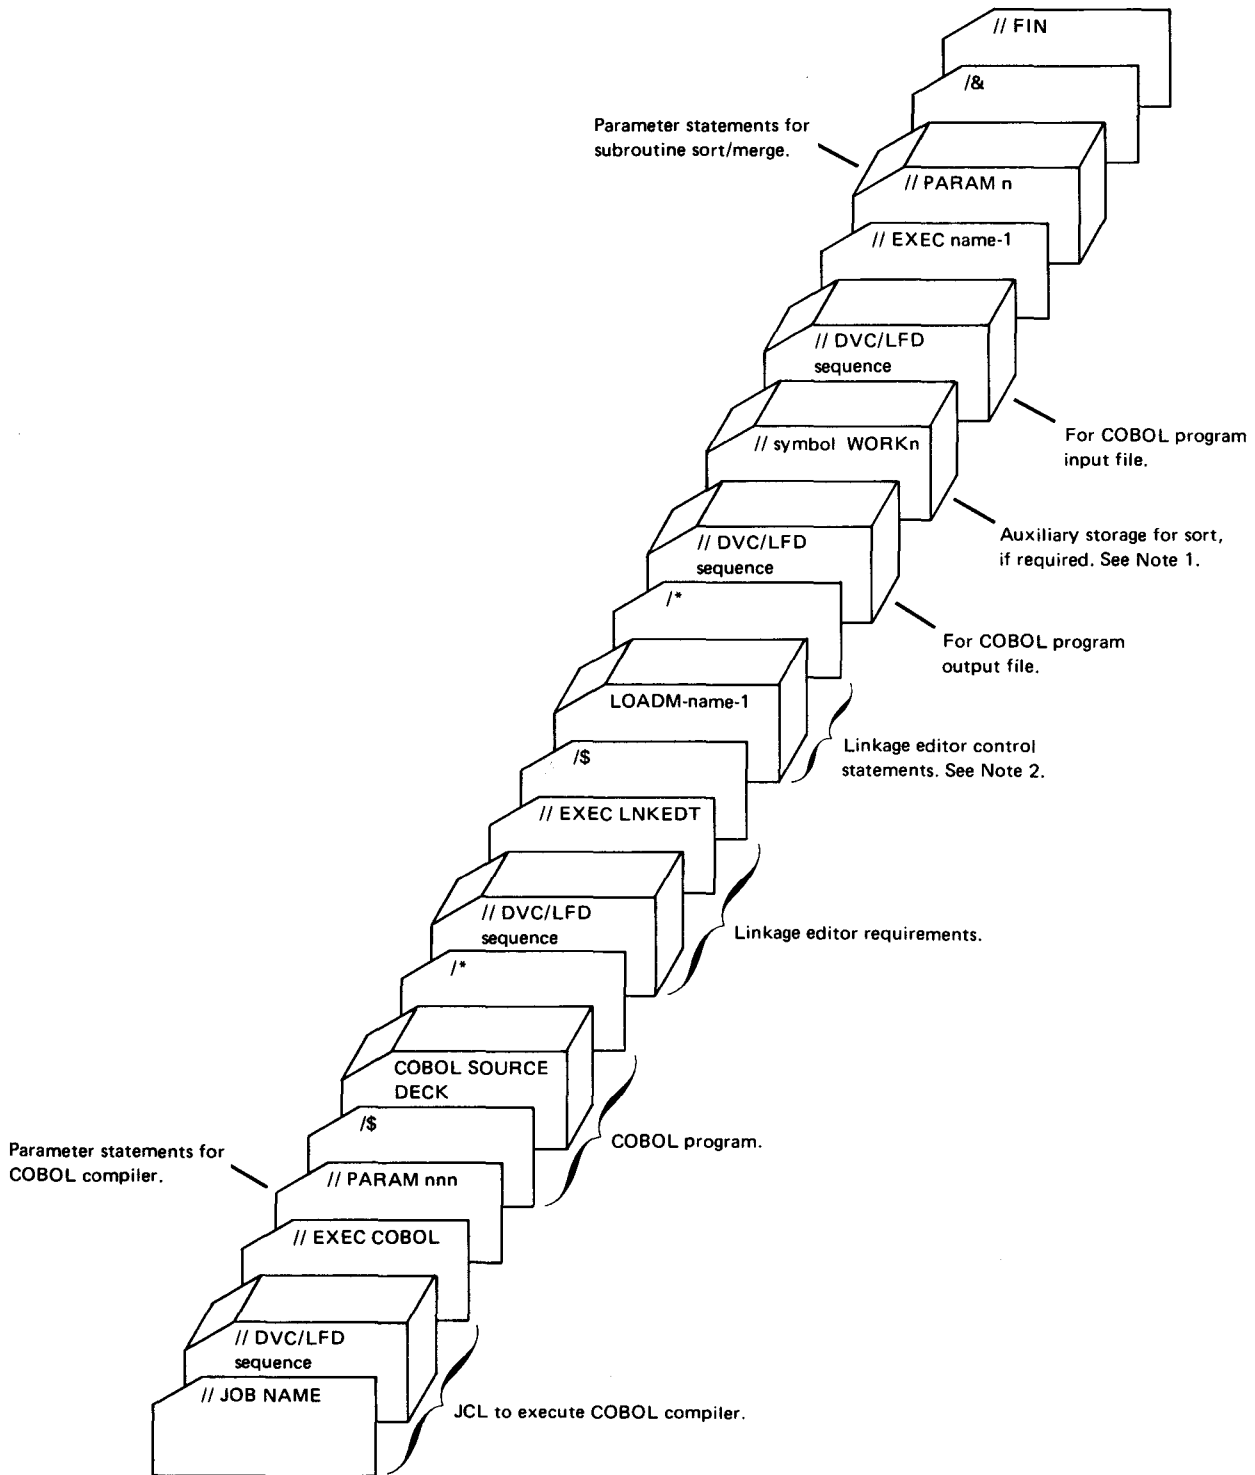 // FIN
/&
Parameter statements for
subroutine sort/merge.
// PARAM n
// EXEC name-1
// DVC/LFD
sequence
For COBOL program
input file.
// symbol WORKn
Auxiliary storage for sort,
if required. See Note 1.
// DVC/LFD
sequence
For COBOL program
output file.
/*
LOADM-name-1
Linkage editor control
statements. See Note 2.
/$
// EXEC LNKEDT
// DVC/LFD
sequence
Linkage editor requirements.
/*
COBOL SOURCE
DECK
COBOL program.
/$
Parameter statements for
COBOL compiler.
// PARAM nnn
// EXEC COBOL
// DVC/LFD
sequence
// JOB NAME
JCL to execute COBOL compiler.